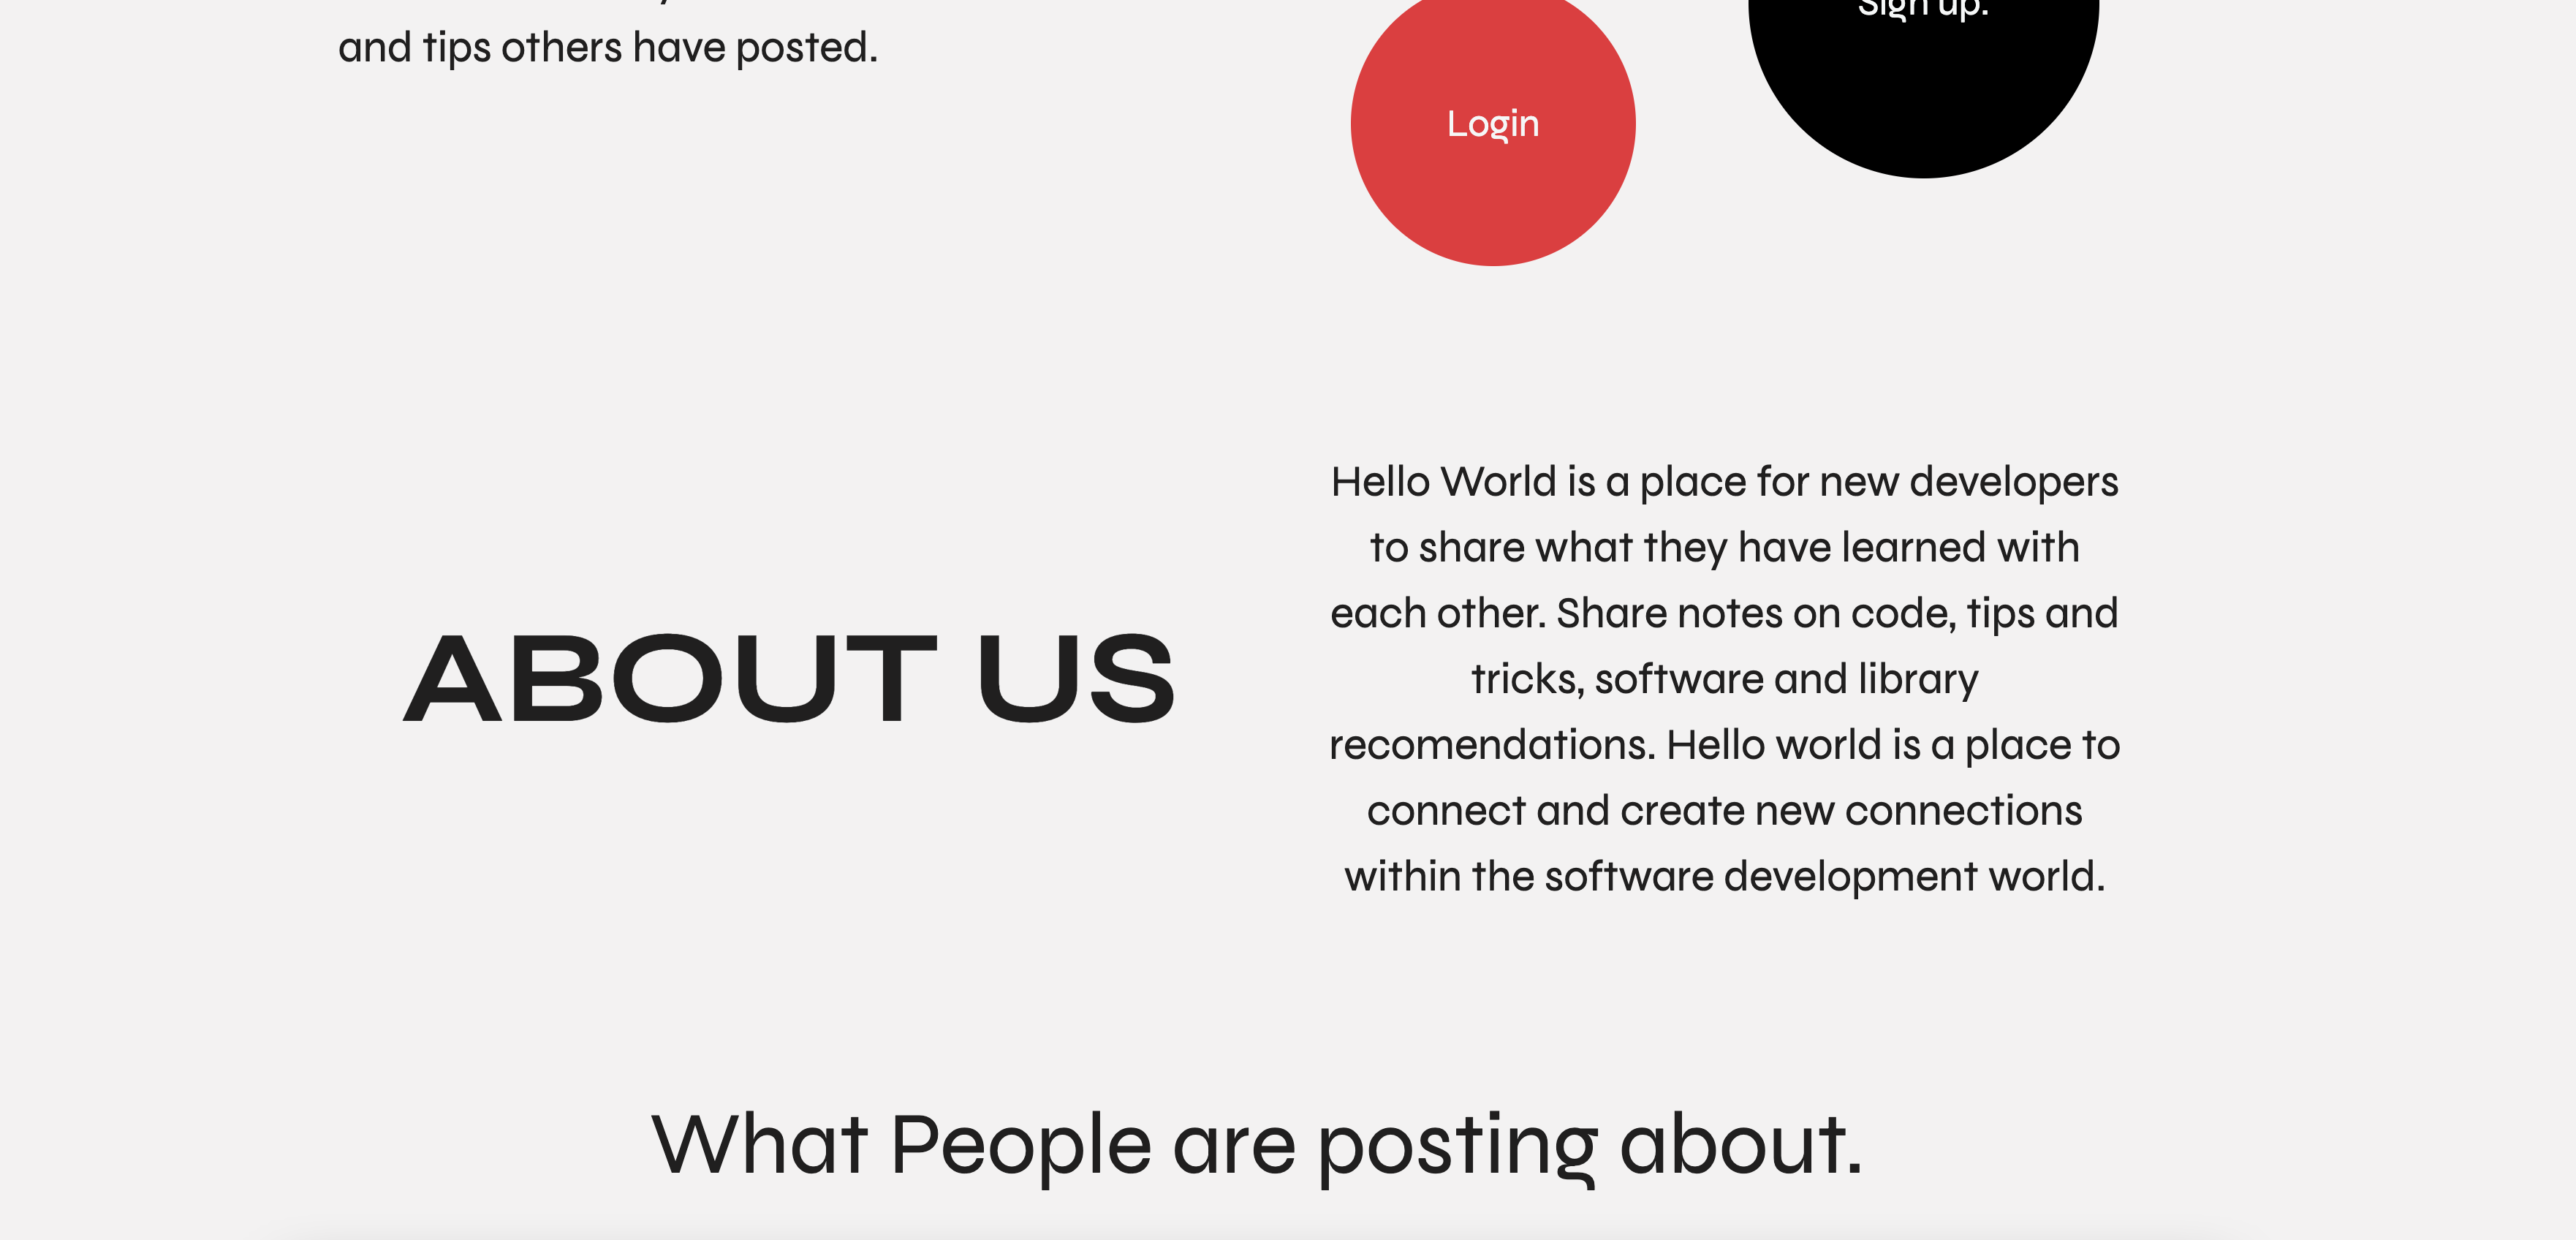 and tips others have posted.
Sign up.
Login
ABOUT US
Hello World is a place for new developers
to share what they have learned with
each other. Share notes on code, tips and
tricks, software and library
recomendations. Hello world is a place to
connect and create new connections
within the software development world.
What People are posting about.